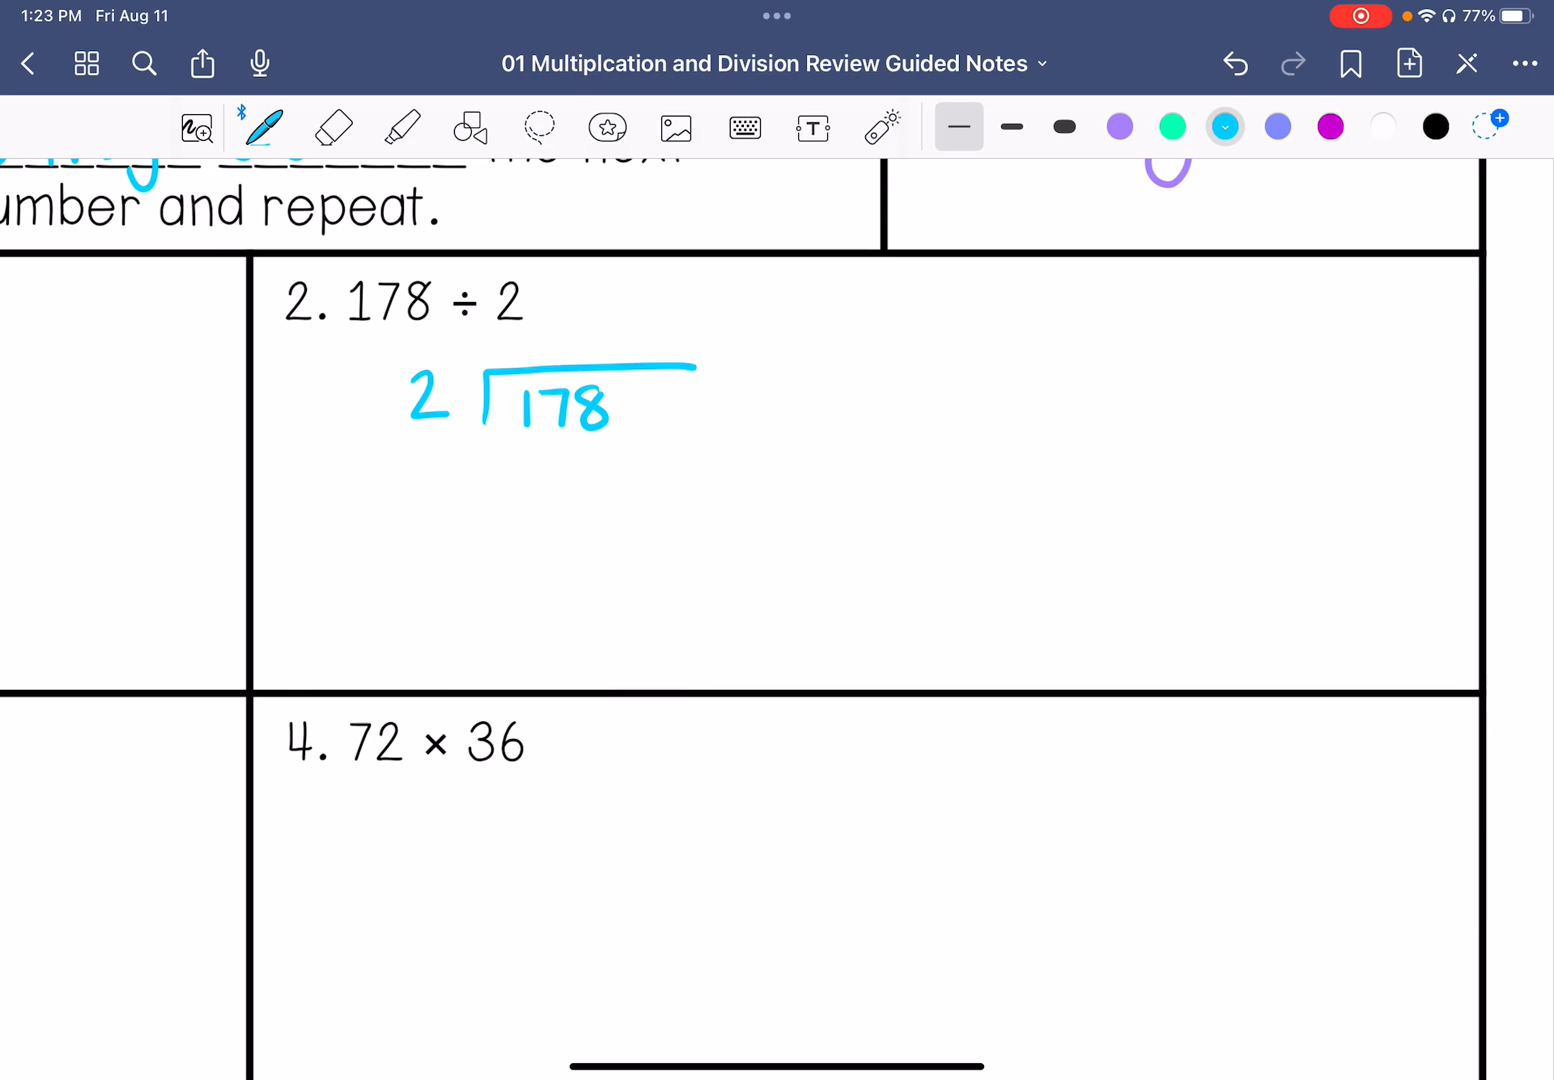 1:23 PM Fri Aug 11
77%
01 Multiplcation and Division Review Guided Notes
T
umber and repeat.
2. 178 ÷ 2
2 178
4. 72 × 36